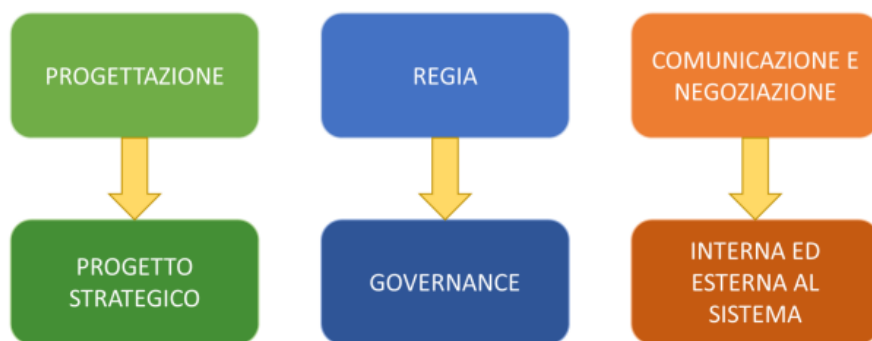 PROGETTAZIONE
REGIA
COMUNICAZIONE E
NEGOZIAZIONE
PROGETTO
STRATEGICO
GOVERNANCE
INTERNA ED
ESTERNA AL
SISTEMA